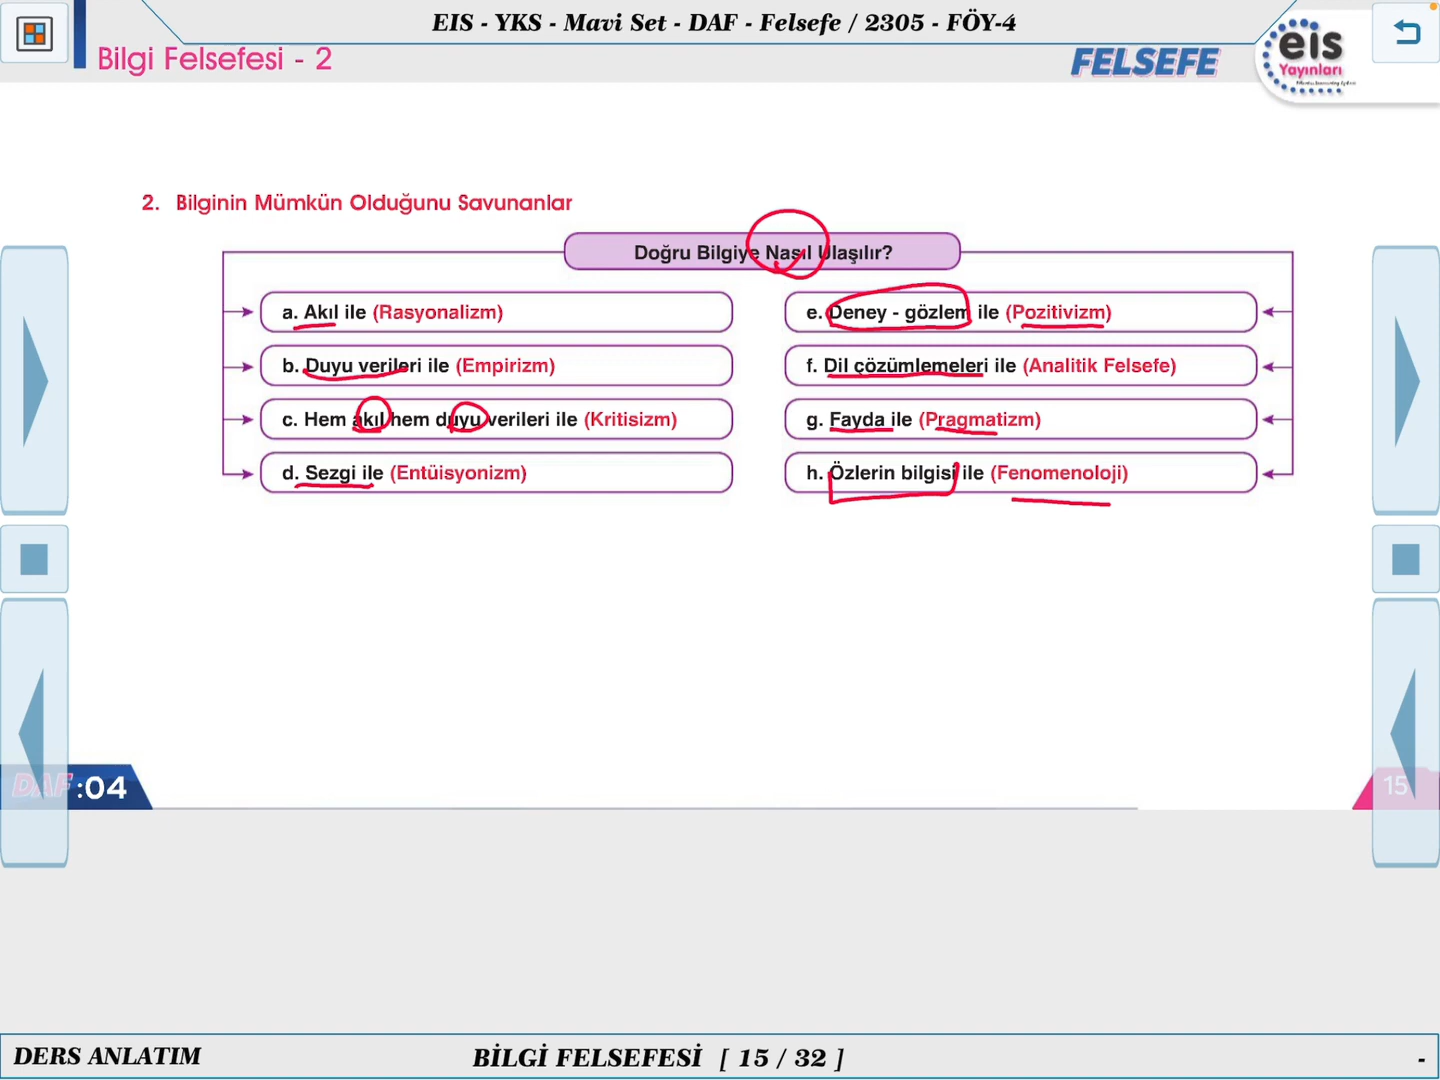 EIS - YKS - Mavi Set - DAF - Felsefe / 2305 - FÖY-4
Bilgi Felsefesi - 2
FELSEFE
eis
Yayınları
2. Bilginin Mümkün Olduğunu Savunanlar
Doğru Bilgiye Nasıl Ulaşılır?
a. Akıl ile (Rasyonalizm)
b. Duyu verileri ile (Empirizm)
c. Hem akıl hem duyu verileri ile (Kritisizm)
d. Sezgi ile (Entüisyonizm)
e. Deney - gözlem ile (Pozitivizm)
f. Dil çözümlemeleri ile (Analitik Felsefe)
g. Fayda ile (Pragmatizm)
h. Özlerin bilgisi ile (Fenomenoloji)
DAF :04
15
DERS ANLATIM
BİLGİ FELSEFESİ [ 15 / 32 ]
-